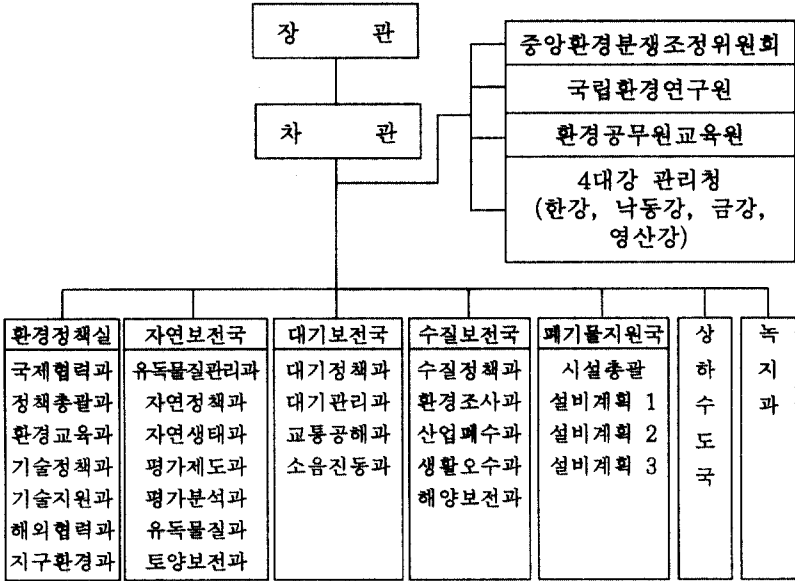 장 관
차 관
중앙환경분쟁조정위원회
국립환경연구원
환경공무원교육원
4대강 관리청
(한강, 낙동강, 금강,
영산강)
환경정책실
국제협력과
정책총괄과
환경교육과
기술정책과
기술지원과
해외협력과
지구환경과
자연보전국
유독물질관리과
자연정책과
자연생태과
평가제도과
평가분석과
유독물질과
토양보전과
대기보전국
대기정책과
대기관리과
교통공해과
소음진동과
수질보전국
수질정책과
환경조사과
산업폐수과
생활오수과
해양보전과
폐기물지원국
시설총괄
설비계획 1
설비계획 2
설비계획 3
상
하
수
도
국
녹
지
과